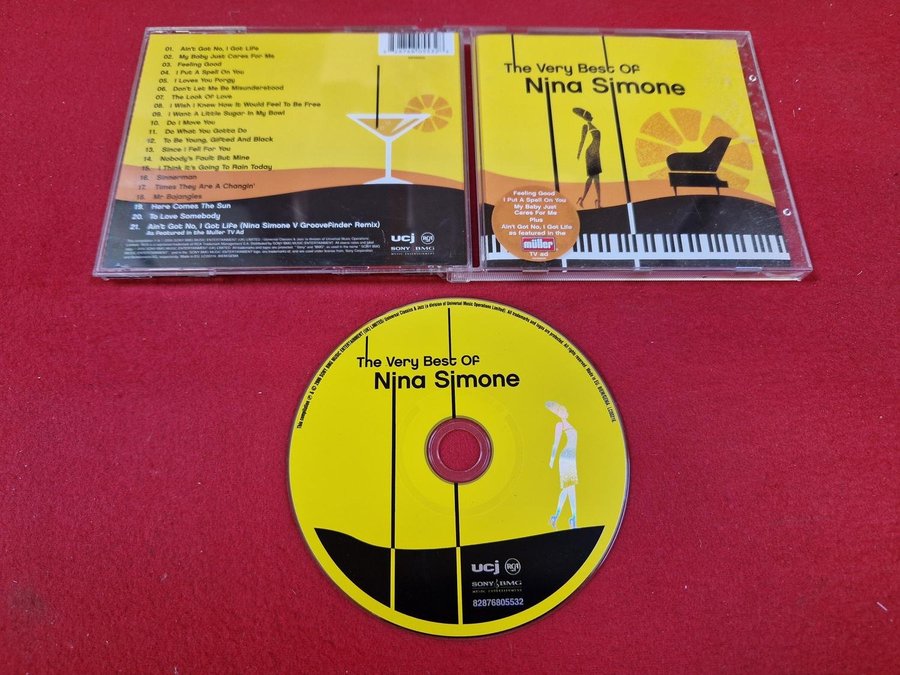 01. Ain't Got No, I Got Life
02. My Baby Just Cares For Me
03. Feeling Good
04. I Put A Spell On You
05. I Loves You Porgy
06. Don't Let Me Be Misunderstood
07. The Look Of Love
08. I Wish I Knew How It Would Feel To Be Free
09. I Want A Little Sugar In My Bowl
10. Do I Move You
11. Do What You Gotta Do
12. To Be Young, Gifted And Black
13. Since I Fell For You
14. Nobody's Fault But Mine
15. I Think It's Going To Rain Today
16. Sinnerman
17. Times They Are A Changin'
18. Mr Bojangles
19. Here Comes The Sun
20. To Love Somebody
21. Ain't Got No, I Got Life (Nina Simone V Groovefinder Remix)
As Featured In the Muller TV Ad
ucj RCA
SONY BMG
MUSIC ENTERTAINMENT
The Very Best Of
Nina Simone
Feeling Good
I Put A Spell On You
My Baby Just
Cares For Me
Plus
Ain't Got No, I Got Life
as featured in the
müller
TV ad
The Very Best Of
Nina Simone
ucj RCA
SONY BMG
MUSIC ENTERTAINMENT
82876805532